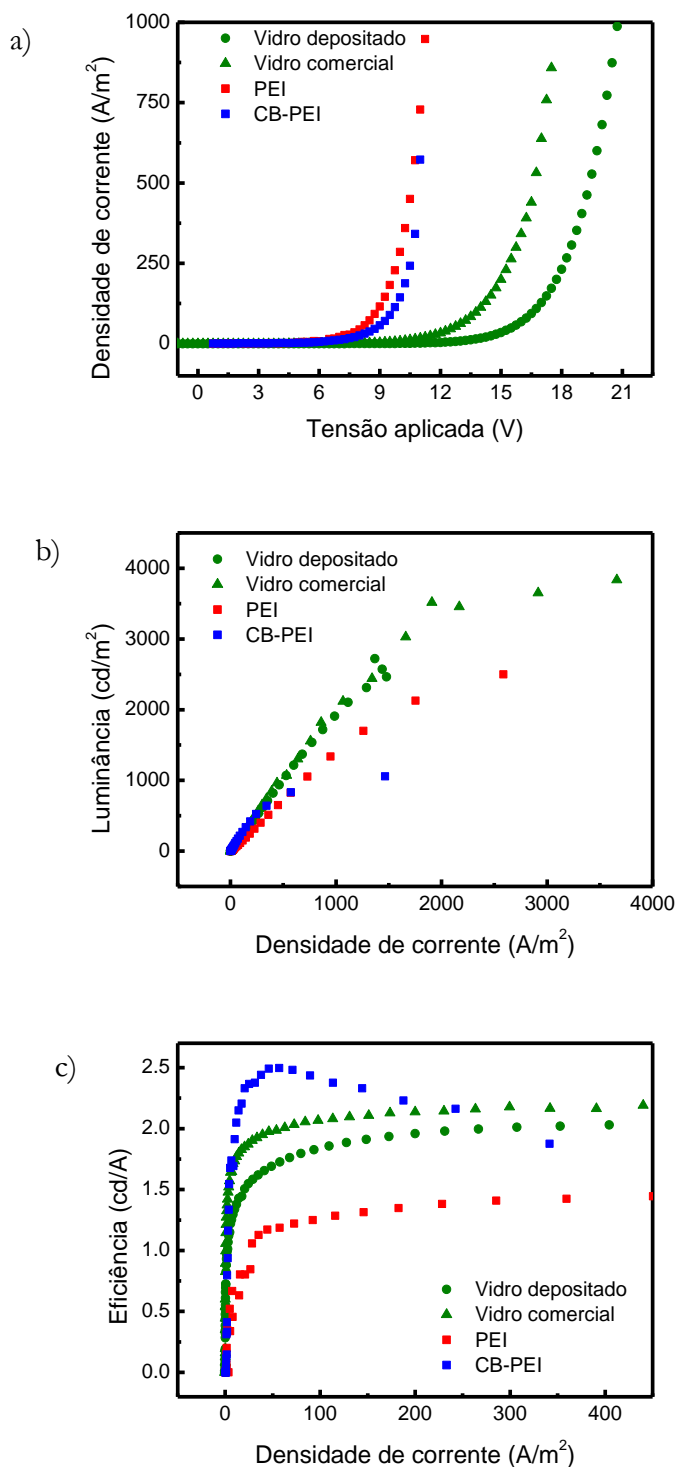 a)
1000
750
500
250
0
Densidade de corrente (A/m²)
Vidro depositado
Vidro comercial
PEI
CB-PEI
0 3 6 9 12 15 18 21
Tensão aplicada (V)
b)
4000
3000
2000
1000
0
Luminância (cd/m²)
Vidro depositado
Vidro comercial
PEI
CB-PEI
0 1000 2000 3000 4000
Densidade de corrente (A/m²)
c)
2.5
2.0
1.5
1.0
0.5
0.0
Eficiência (cd/A)
Vidro depositado
Vidro comercial
PEI
CB-PEI
0 100 200 300 400
Densidade de corrente (A/m²)